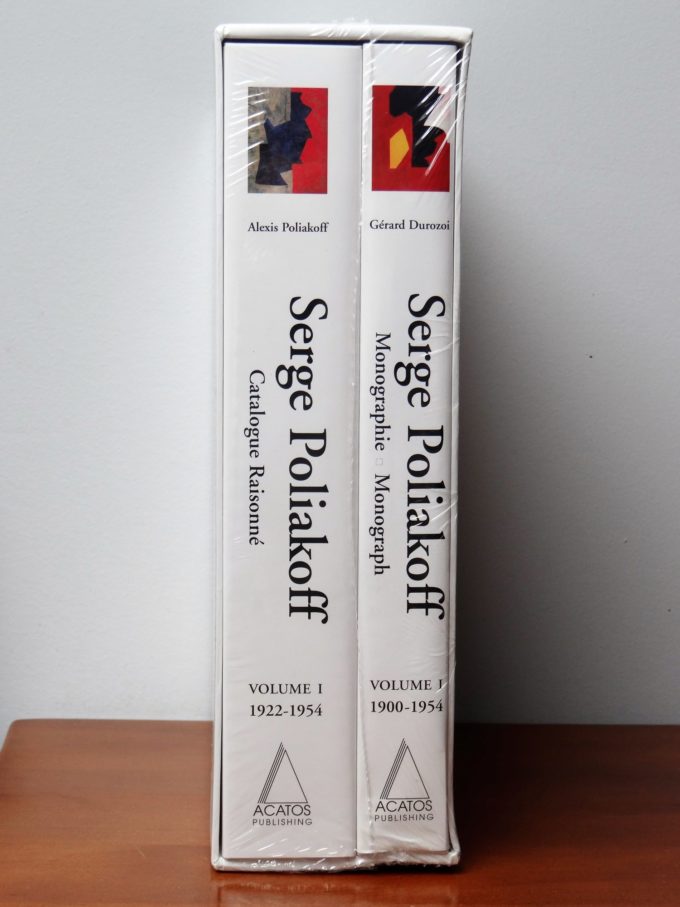 Alexis Poliakoff
Serge Poliakoff
Catalogue Raisonné
VOLUME I
1922-1954
ACATOS
PUBLISHING
Gérard Durozoi
Serge Poliakoff
Monographie □ Monograph
VOLUME I
1900-1954
ACATOS
PUBLISHING